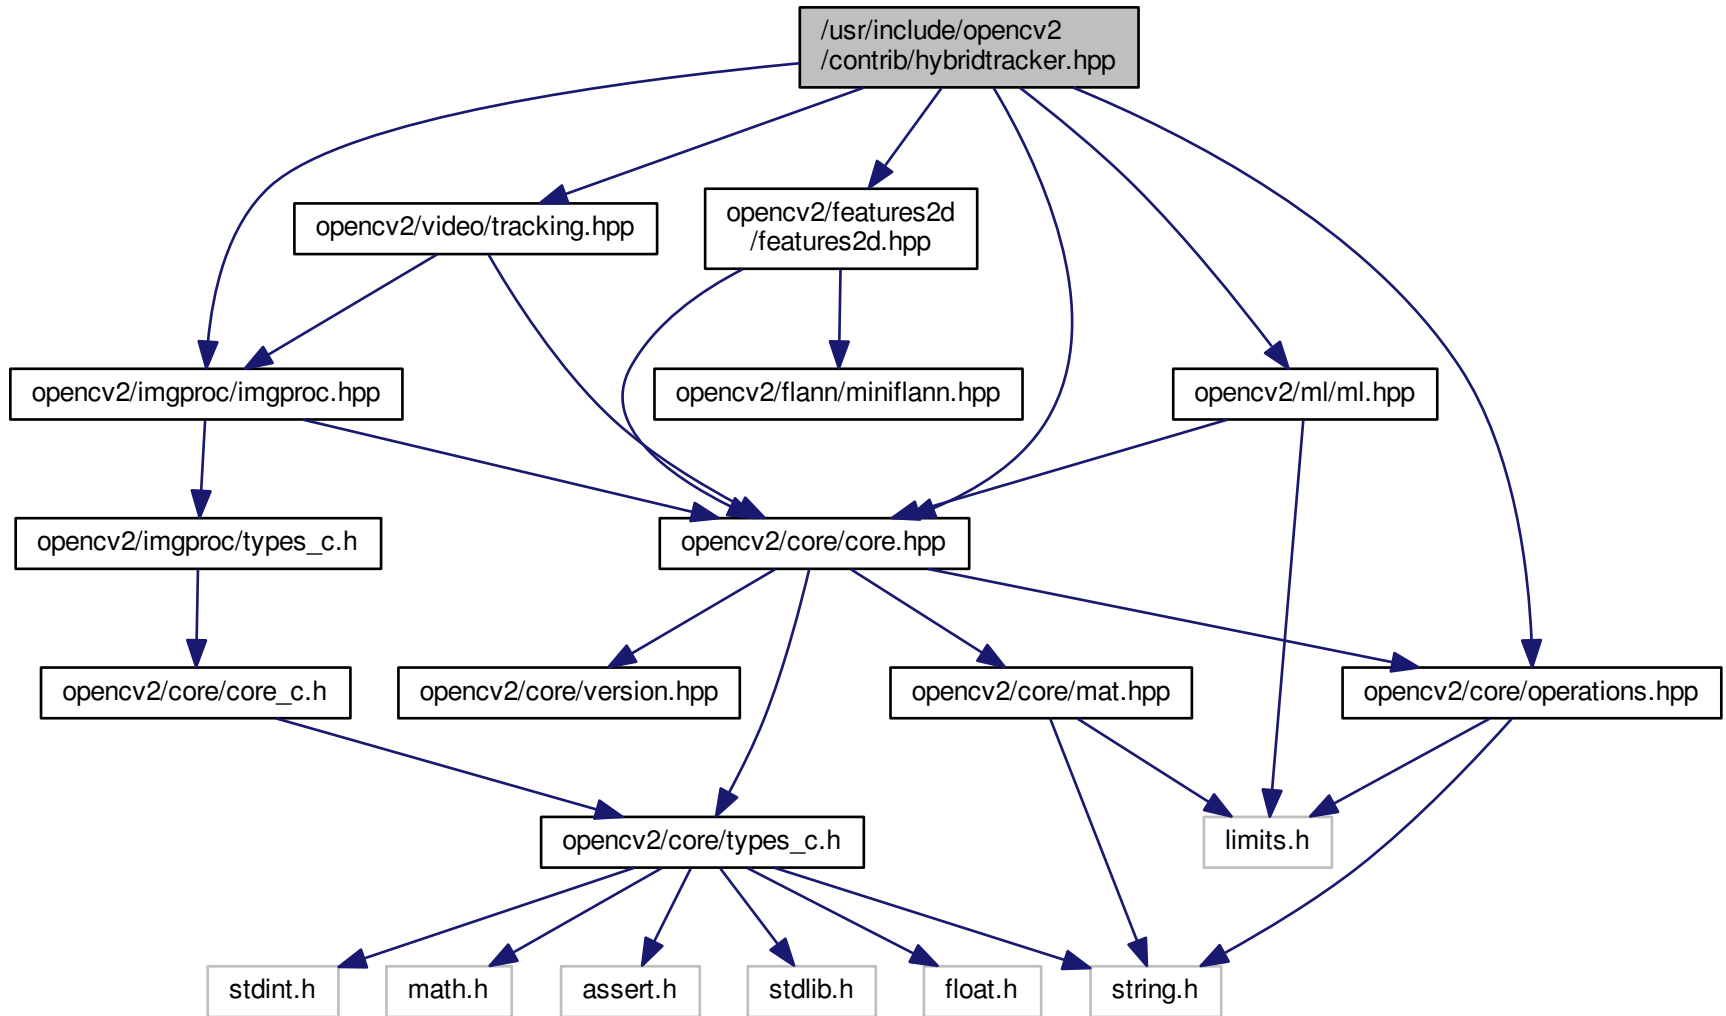 /usr/include/opencv2
/contrib/hybridtracker.hpp
opencv2/video/tracking.hpp
opencv2/features2d
/features2d.hpp
opencv2/imgproc/imgproc.hpp
opencv2/flann/miniflann.hpp
opencv2/ml/ml.hpp
opencv2/imgproc/types_c.h
opencv2/core/core.hpp
opencv2/core/core_c.h
opencv2/core/version.hpp
opencv2/core/mat.hpp
opencv2/core/operations.hpp
opencv2/core/types_c.h
limits.h
stdint.h
math.h
assert.h
stdlib.h
float.h
string.h